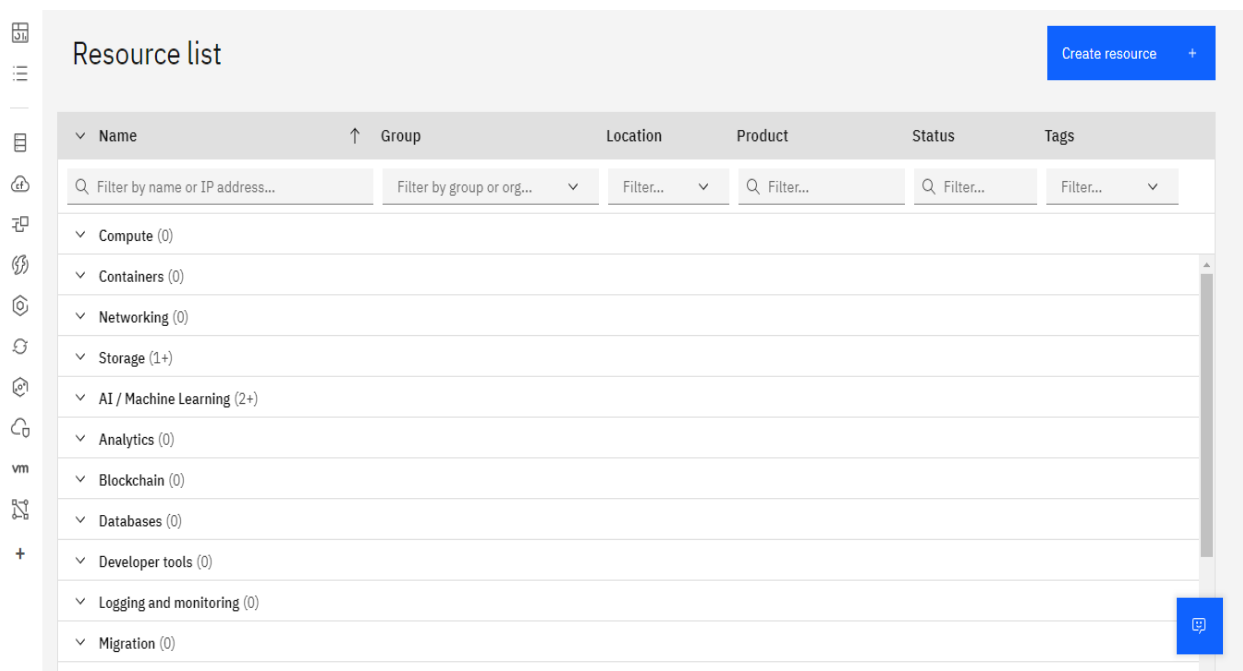 Resource list
Create resource +
Name Group Location Product Status Tags
Filter by name or IP address... Filter by group or org... Filter... Filter... Filter... Filter...
Compute (0)
Containers (0)
Networking (0)
Storage (1+)
AI / Machine Learning (2+)
Analytics (0)
Blockchain (0)
Databases (0)
Developer tools (0)
Logging and monitoring (0)
Migration (0)
cf
vm